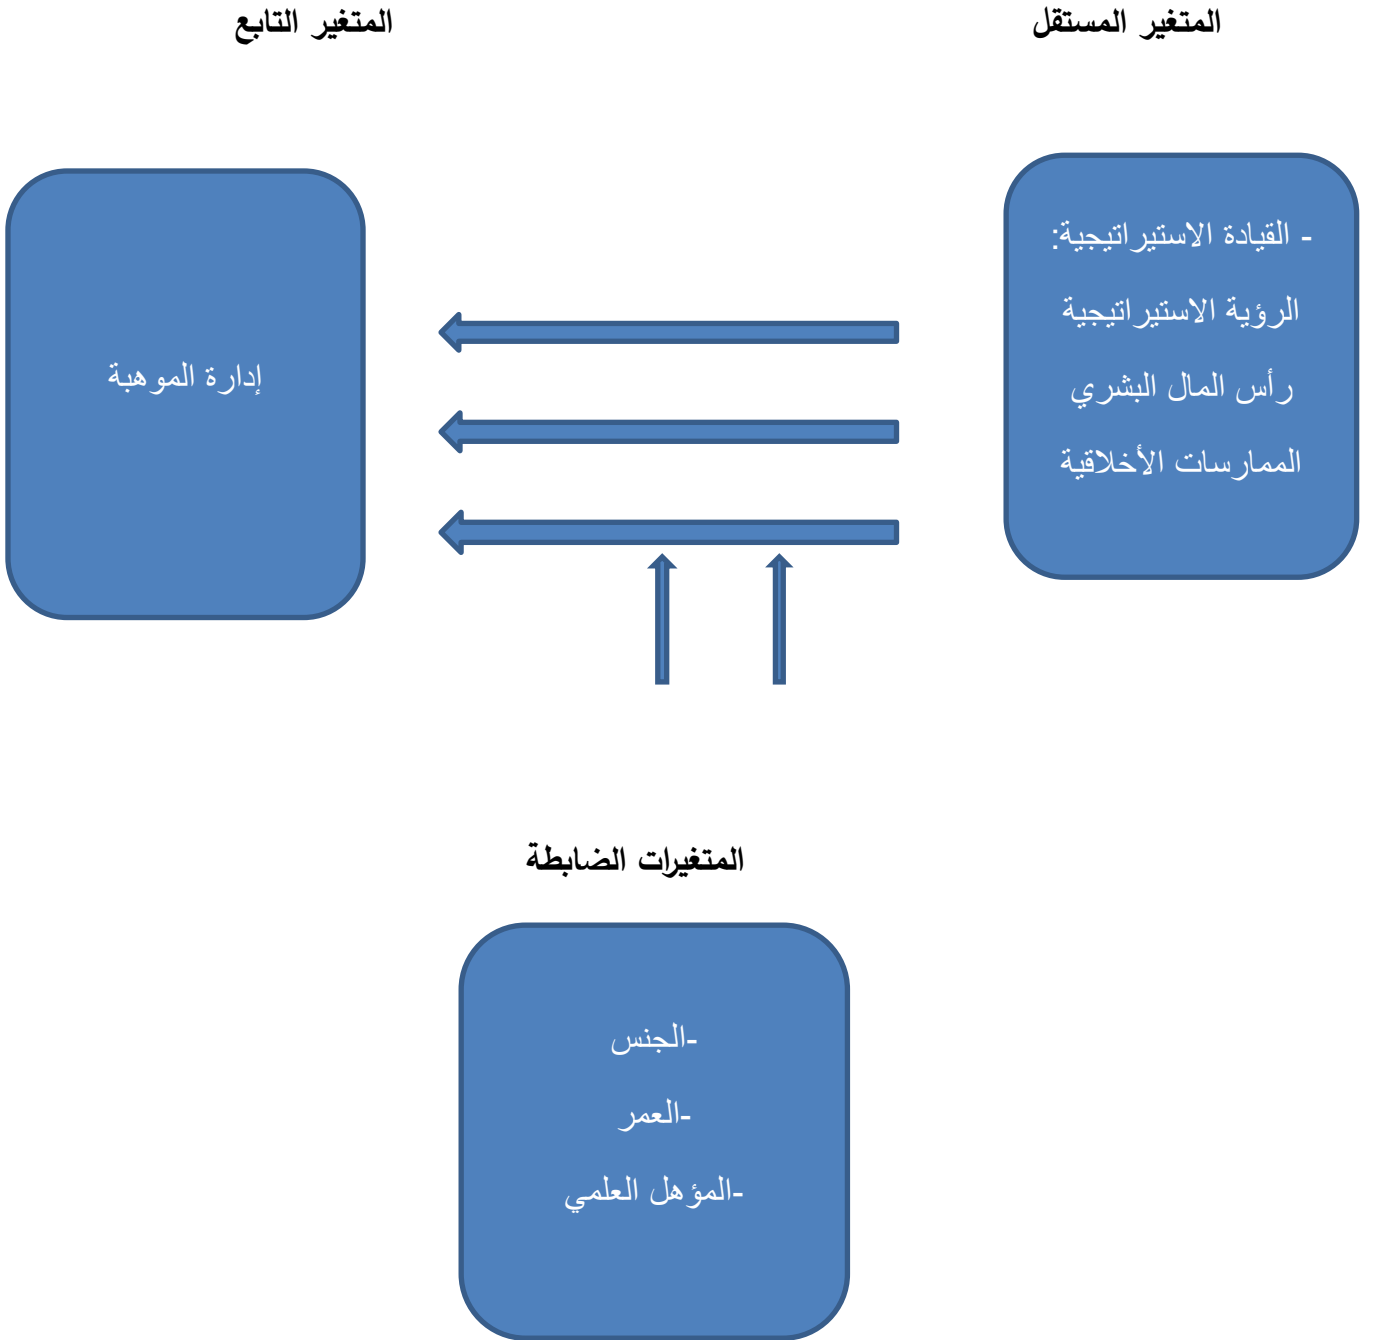 المتغير المستقل
المتغير التابع
- القيادة الاستيراتيجية:
الرؤية الاستيراتيجية
رأس المال البشري
الممارسات الأخلاقية
إدارة الموهبة
المتغيرات الضابطة
-الجنس
-العمر
-المؤهل العلمي